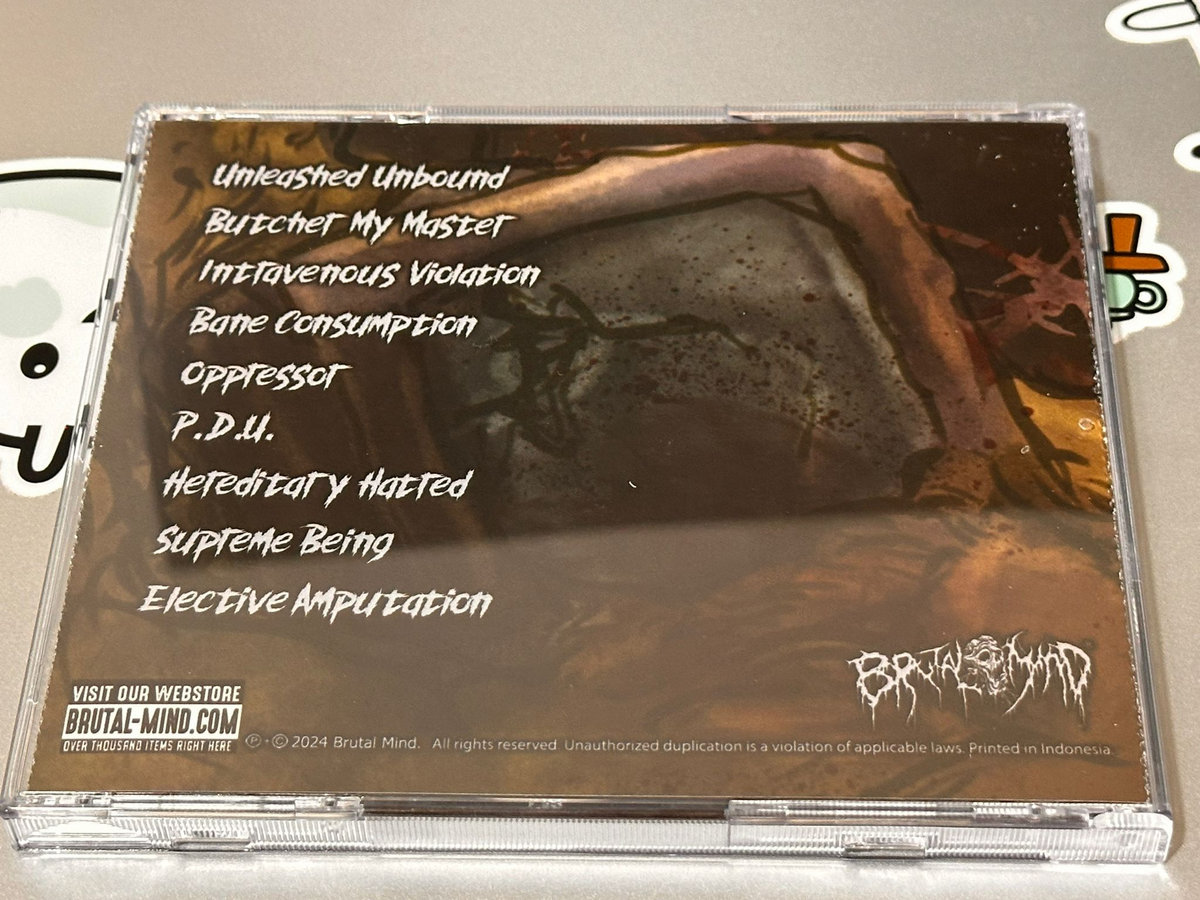 Unleashed Unbound
Butcher My Master
Intravenous Violation
Bane Consumption
Oppressor
P.D.U.
Hereditary Hatred
Supreme Being
Elective Amputation
BRUTAL MIND
VISIT OUR WEBSTORE
BRUTAL-MIND.COM
OVER THOUSAND ITEMS RIGHT HERE
℗ + © 2024 Brutal Mind. All rights reserved. Unauthorized duplication is a violation of applicable laws. Printed in Indonesia.